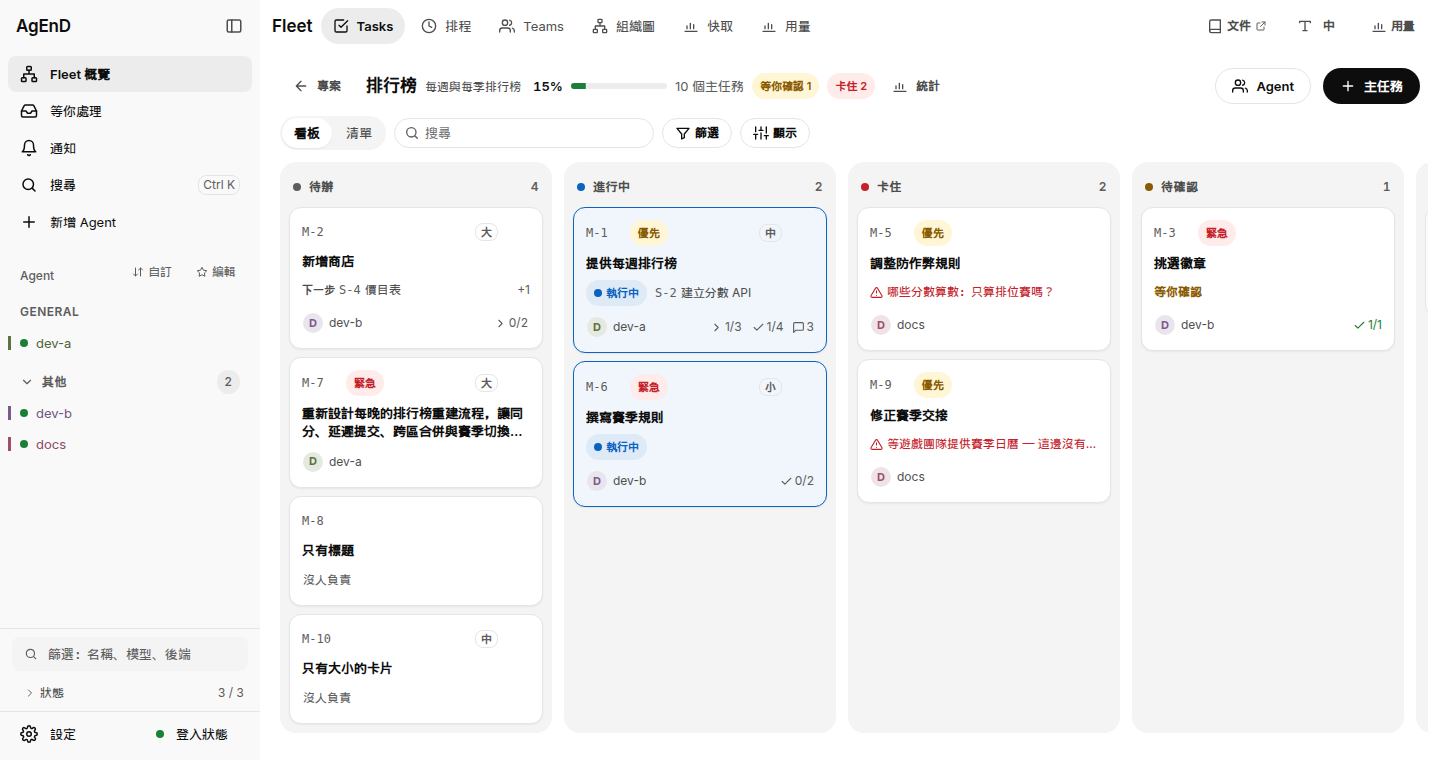 AgEnD
Fleet 概覽
等你處理
通知
搜尋 Ctrl K
新增 Agent
Agent 自訂 編輯
GENERAL
dev-a
其他 2
dev-b
docs
篩選：名稱、模型、後端
狀態 3 / 3
設定 登入狀態
Fleet Tasks 排程 Teams 組織圖 快取 用量 文件 中 用量
專案 排行榜 每週與每季排行榜 15% 10 個主任務 等你確認 1 卡住 2 統計 Agent 主任務
看板 清單 搜尋 篩選 顯示
待辦 4
M-2 大
新增商店
下一步 S-4 價目表 +1
D dev-b 0/2
M-7 緊急 大
重新設計每晚的排行榜重建流程，讓同
分、延遲提交、跨區合併與賽季切換…
D dev-a
M-8
只有標題
沒人負責
M-10 中
只有大小的卡片
沒人負責
進行中 2
M-1 優先 中
提供每週排行榜
執行中 S-2 建立分數 API
D dev-a 1/3 1/4 3
M-6 緊急 小
撰寫賽季規則
執行中
D dev-b 0/2
卡住 2
M-5 優先
調整防作弊規則
哪些分數算數：只算排位賽嗎？
D docs
M-9 優先
修正賽季交接
等遊戲團隊提供賽季日曆 — 這邊沒有…
D docs
待確認 1
M-3 緊急
挑選徽章
等你確認
D dev-b 1/1